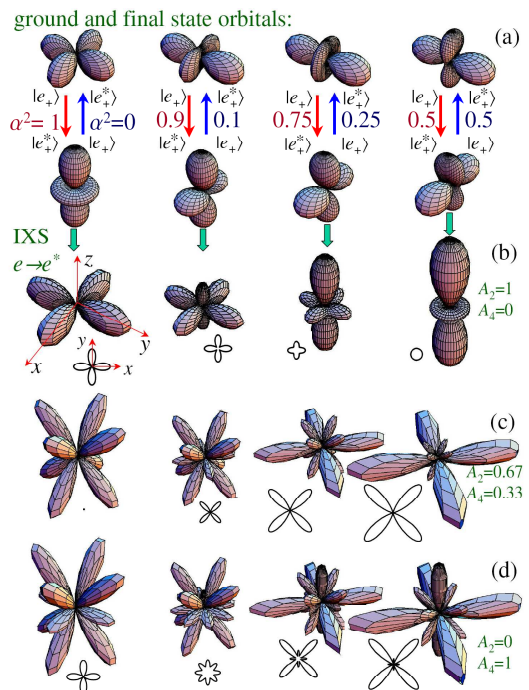 ground and final state orbitals:
(a)
|e₊⟩ |e₊*⟩ |e₊⟩ |e₊*⟩ |e₊⟩ |e₊*⟩ |e₊⟩ |e₊*⟩
α²= 1 α²=0 0.9 0.1 0.75 0.25 0.5 0.5
|e₊*⟩ |e₊⟩ |e₊*⟩ |e₊⟩ |e₊*⟩ |e₊⟩ |e₊*⟩ |e₊⟩
IXS
(b)
e→e*
z
A₂=1
A₄=0
y
y
x
x
(c)
A₂=0.67
A₄=0.33
(d)
A₂=0
A₄=1